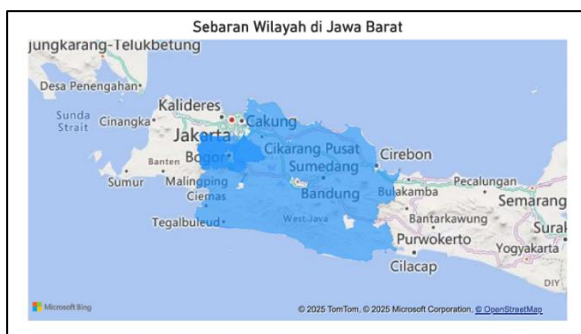 Sebaran Wilayah di Jawa Barat
jungkarang-Telukbetung
Desa Penengahan
Sunda
Strait
Cinangka
Kalideres
Cakung
Jakarta
Cikarang Pusat
Bogor
Banten
Sumur
Malingping
Ciemas
Sumedang
Cirebon
Bandung
Bulakamba
Pecalungan
Semarang
Tegalbuleud
West Java
Bantarkawung
Purwokerto
Surak
Yogyakarta
Cilacap
DIY
Microsoft Bing
© 2025 TomTom, © 2025 Microsoft Corporation, © OpenStreetMap